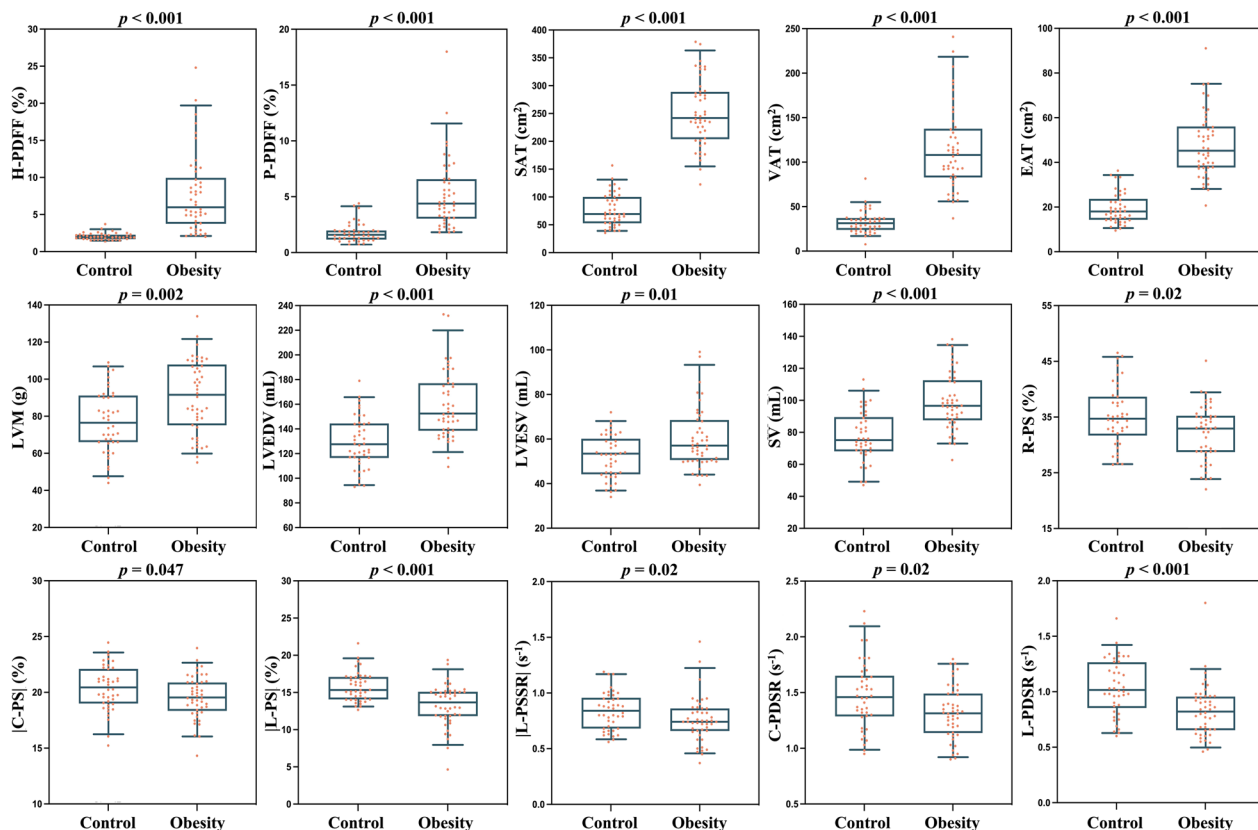 p < 0.001
p < 0.001
p < 0.001
p < 0.001
p < 0.001
H-PDFF (%)
30
25
20
15
10
5
0
Control Obesity
P-PDFF (%)
20
15
10
5
0
Control Obesity
SAT (cm²)
400
350
300
250
200
150
100
50
0
Control Obesity
VAT (cm²)
250
200
150
100
50
0
Control Obesity
EAT (cm²)
100
80
60
40
20
0
Control Obesity
p = 0.002
p < 0.001
p = 0.01
p < 0.001
p = 0.02
LVM (g)
140
120
100
80
60
40
20
Control Obesity
LVEDV (mL)
240
220
200
180
160
140
120
100
80
60
Control Obesity
LVESV (mL)
120
100
80
60
40
20
Control Obesity
SV (mL)
160
140
120
100
80
60
40
20
Control Obesity
R-PS (%)
55
45
35
25
15
Control Obesity
p = 0.047
p < 0.001
p = 0.02
p = 0.02
p < 0.001
|C-PS| (%)
30
25
20
15
10
Control Obesity
|L-PS| (%)
30
25
20
15
10
5
0
Control Obesity
|L-PSSR| (s⁻¹)
2.0
1.5
1.0
0.5
0.0
Control Obesity
C-PDSR (s⁻¹)
2.5
2.0
1.5
1.0
0.5
Control Obesity
L-PDSR (s⁻¹)
2.0
1.5
1.0
0.5
0.0
Control Obesity